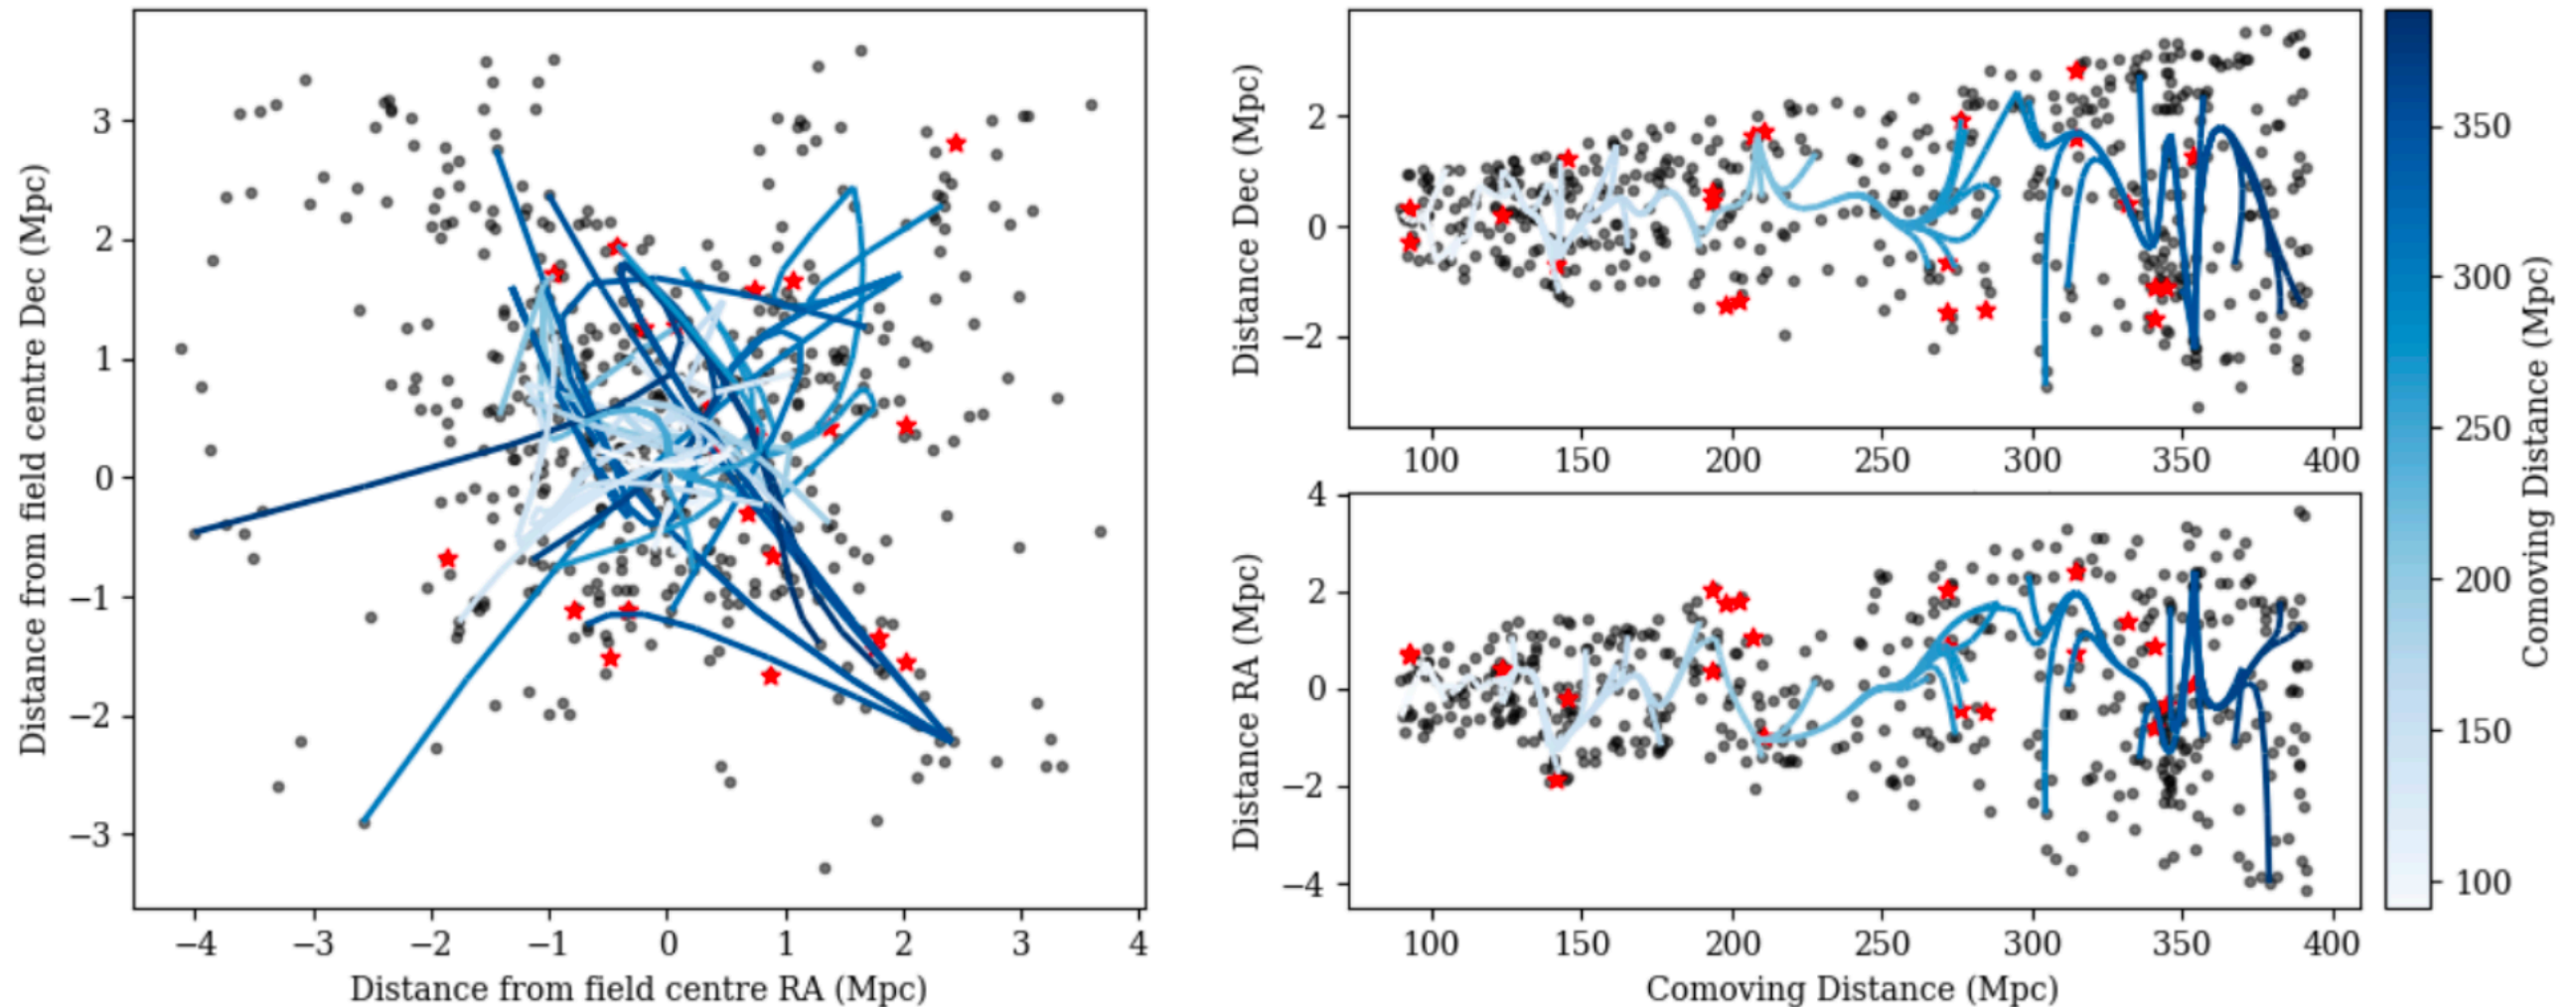 Distance from field centre Dec (Mpc)
3
2
1
0
−1
−2
−3
−4 −3 −2 −1 0 1 2 3 4
Distance from field centre RA (Mpc)
Distance Dec (Mpc)
2
0
−2
100 150 200 250 300 350 400
Distance RA (Mpc)
4
2
0
−2
−4
100 150 200 250 300 350 400
Comoving Distance (Mpc)
350
300
250
200
150
100
Comoving Distance (Mpc)